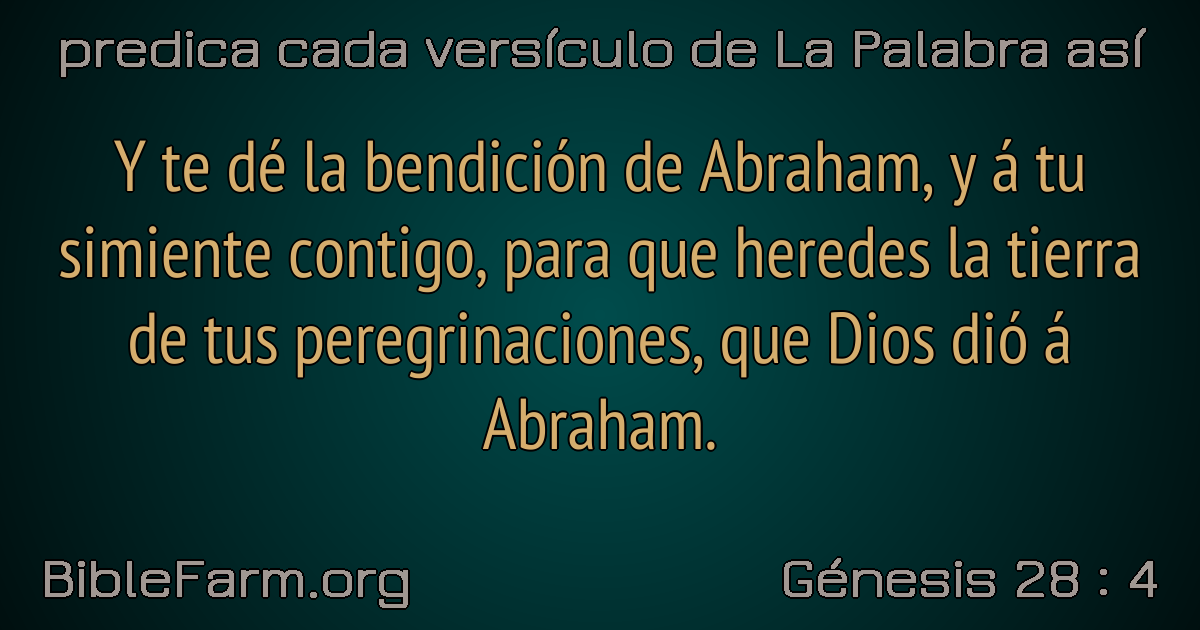 predica cada versículo de La Palabra así
Y te dé la bendición de Abraham, y á tu
simiente contigo, para que heredes la tierra
de tus peregrinaciones, que Dios dió á
Abraham.
BibleFarm.org
Génesis 28 : 4